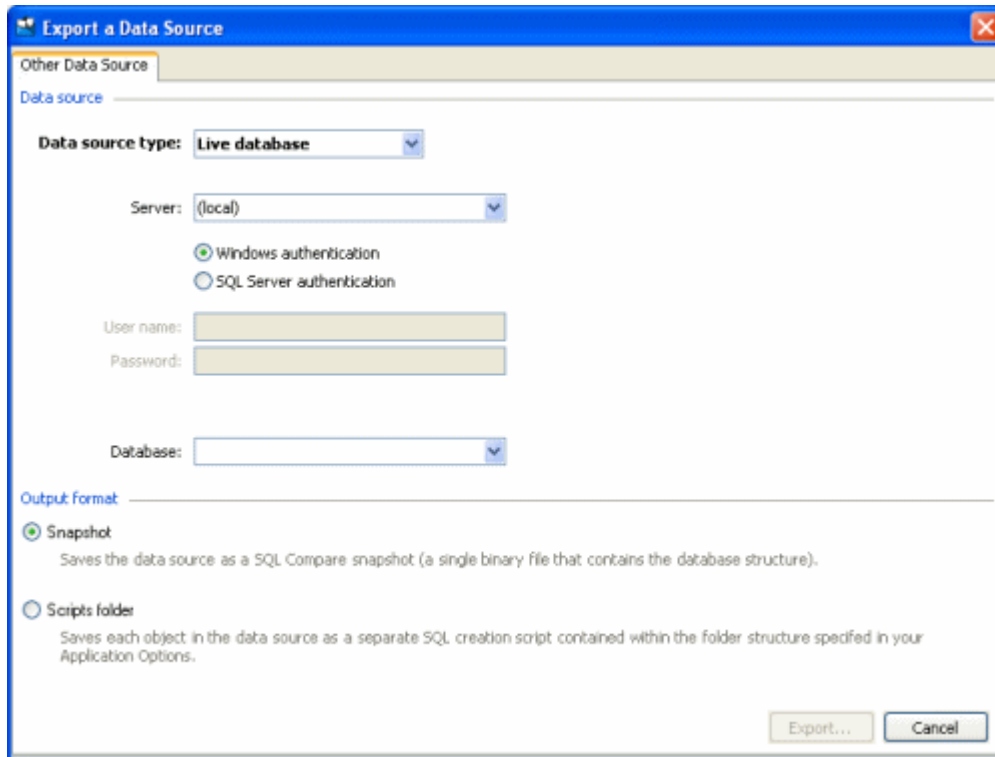 Export a Data Source
Other Data Source
Data source
Data source type: Live database
Server: (local)
Windows authentication
SQL Server authentication
User name:
Password:
Database:
Output format
Snapshot
Saves the data source as a SQL Compare snapshot (a single binary file that contains the database structure).
Scripts folder
Saves each object in the data source as a separate SQL creation script contained within the folder structure specifed in your
Application Options.
Export... Cancel